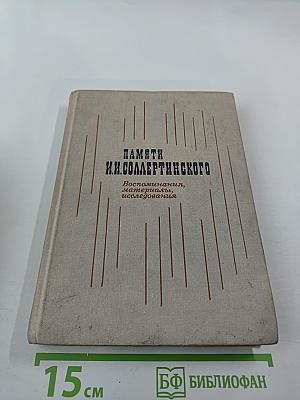 ПАМЯТИ
И.И.СОЛЛЕРТИНСКОГО
Воспоминания,
материалы,
исследования
15 см
БФ БИБЛИОФАН